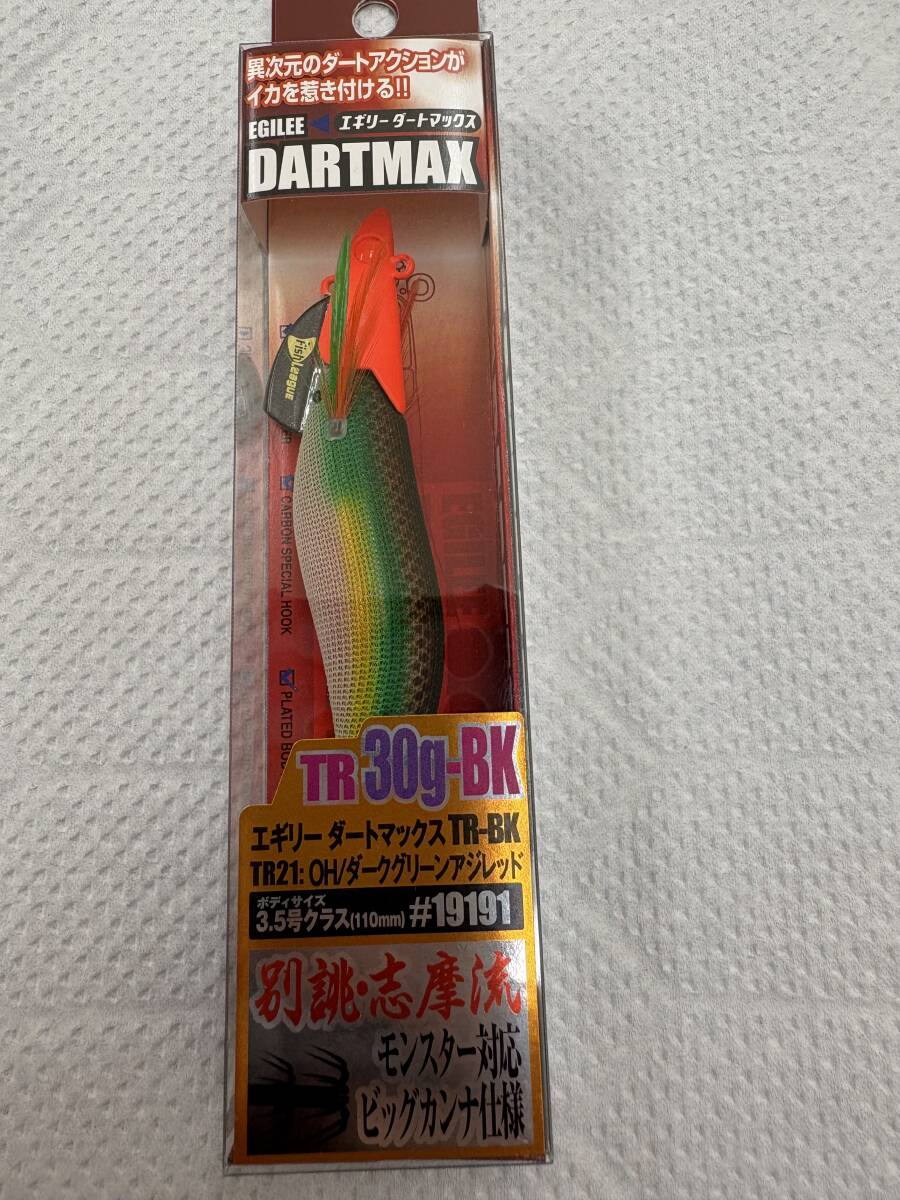 異次元のダートアクションが
イカを惹き付ける!!
EGILEE エギリー ダートマックス
DARTMAX
FishLeague
CARBON SPECIAL HOOK
PLATED
TR 30g-BK
エギリー ダートマックス TR-BK
TR21: OH/ダークグリーンアジレッド
ボディサイズ
3.5号クラス(110mm) #19191
別誂・志摩流
モンスター対応
ビッグカンナ仕様